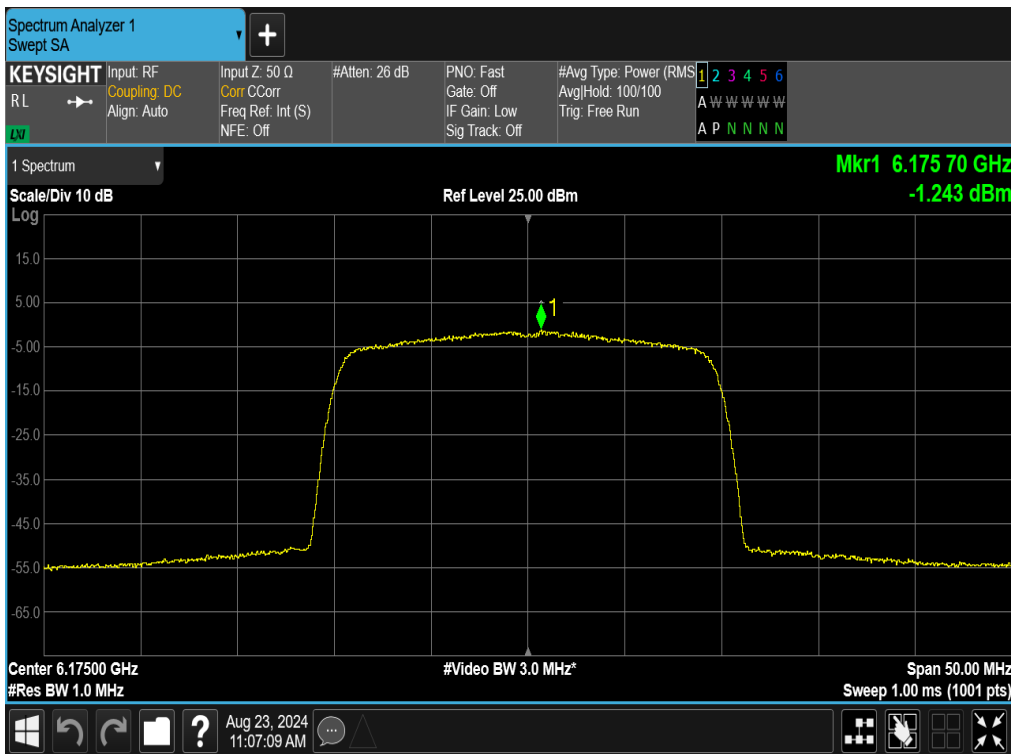 Spectrum Analyzer 1
Swept SA
+
KEYSIGHT
R L
LXI
Input: RF
Coupling: DC
Align: Auto
Input Z: 50 Ω
Corr CCorr
Freq Ref: Int (S)
NFE: Off
#Atten: 26 dB
PNO: Fast
Gate: Off
IF Gain: Low
Sig Track: Off
#Avg Type: Power (RMS
Avg|Hold: 100/100
Trig: Free Run
1 2 3 4 5 6
A W W W W W
A P N N N N
1 Spectrum
Scale/Div 10 dB
Ref Level 25.00 dBm
Mkr1 6.175 70 GHz
-1.243 dBm
Log
15.0
5.00
-5.00
-15.0
-25.0
-35.0
-45.0
-55.0
-65.0
1
Center 6.17500 GHz
#Video BW 3.0 MHz*
Span 50.00 MHz
#Res BW 1.0 MHz
Sweep 1.00 ms (1001 pts)
?
Aug 23, 2024
11:07:09 AM